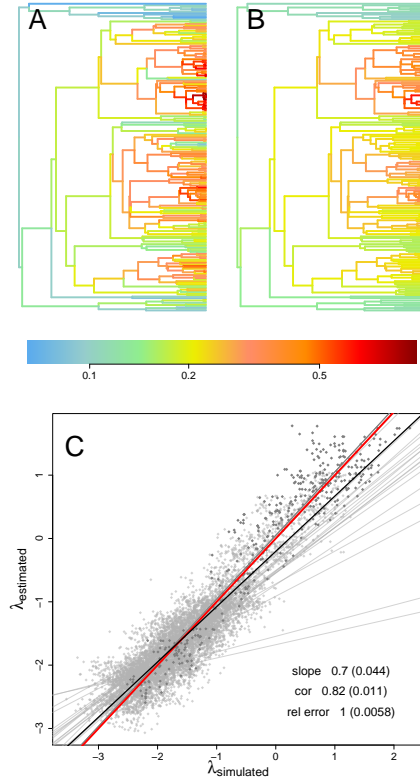 A B
0.1 0.2 0.5
C
1
0
−1
−2
−3
λestimated
slope 0.7 (0.044)
cor 0.82 (0.011)
rel error 1 (0.0058)
−3 −2 −1 0 1 2
λsimulated